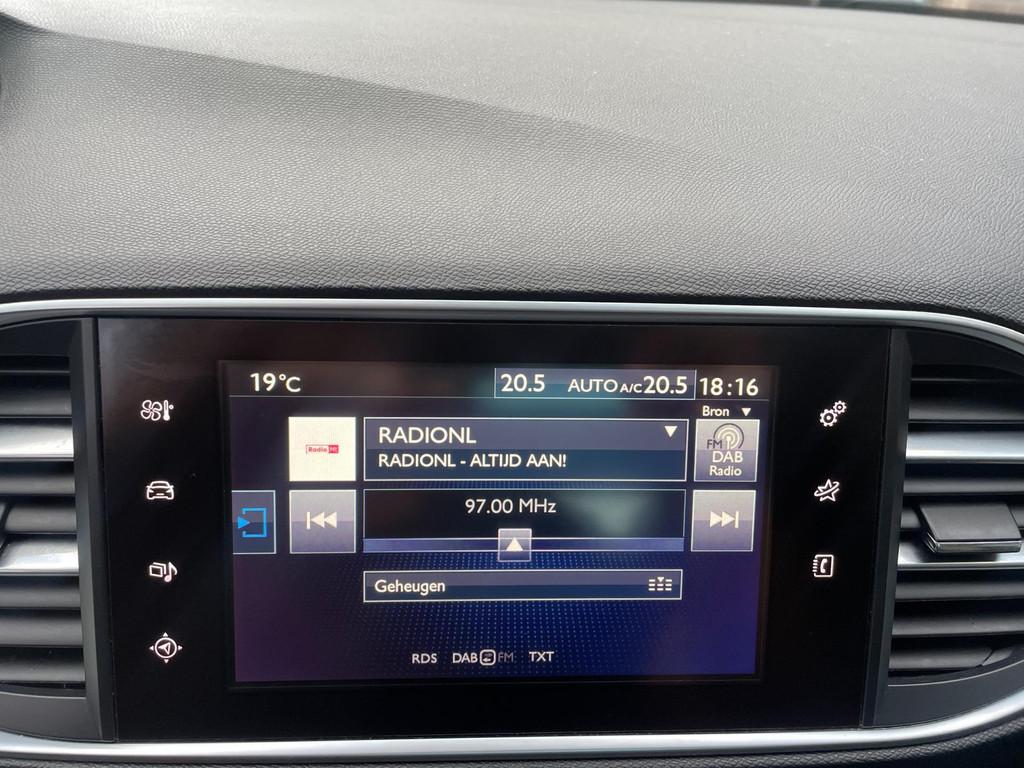 19°C
20.5 AUTO A/C 20.5 18:16
Bron
RadioNL
RADIONL
RADIONL - ALTIJD AAN!
FM
DAB
Radio
97.00 MHz
Geheugen
RDS DAB FM TXT